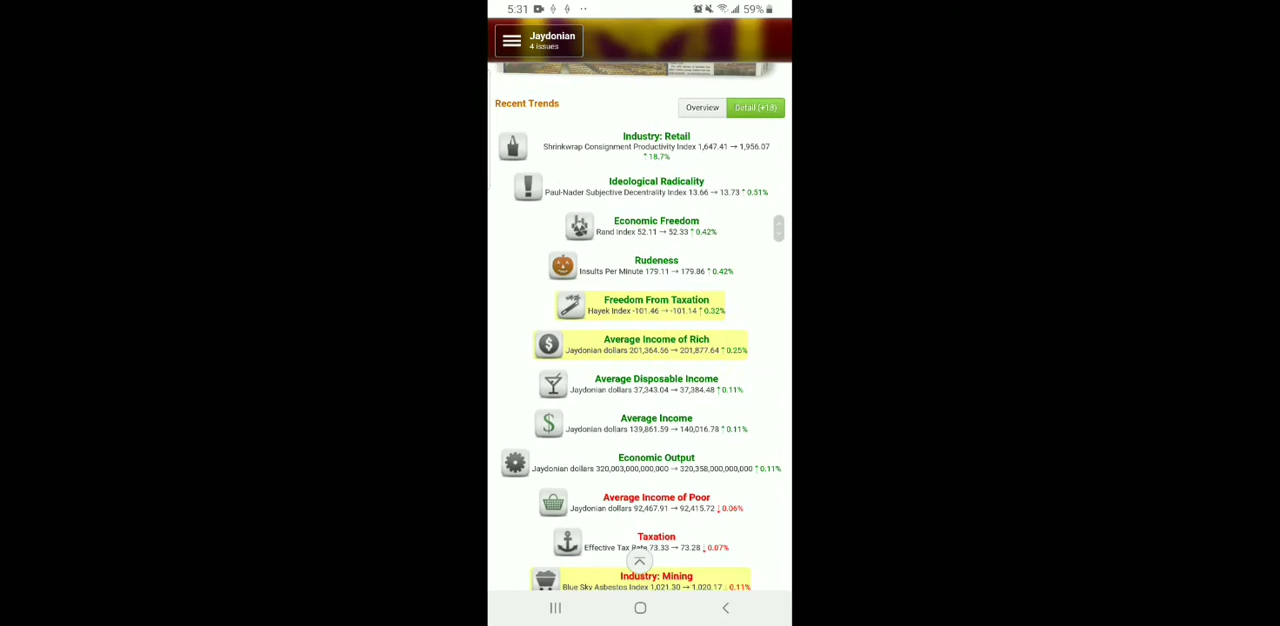 5:31
59%
Jaydonian
4 issues
Recent Trends
Overview
Detail (+18)
Industry: Retail
Shrinkwrap Consignment Productivity Index 1,647.41 → 1,956.07
↑ 18.7%
Ideological Radicality
Paul-Nader Subjective Decentrality Index 13.66 → 13.73 ↑ 0.51%
Economic Freedom
Rand Index 52.11 → 52.33 ↑ 0.42%
Rudeness
Insults Per Minute 179.11 → 179.86 ↑ 0.42%
Freedom From Taxation
Hayek Index -101.46 → -101.14 ↑ 0.32%
Average Income of Rich
Jaydonian dollars 201,364.56 → 201,877.64 ↑ 0.25%
Average Disposable Income
Jaydonian dollars 37,343.04 → 37,384.48 ↑ 0.11%
Average Income
Jaydonian dollars 139,861.59 → 140,016.78 ↑ 0.11%
Economic Output
Jaydonian dollars 320,003,000,000,000 → 320,358,000,000,000 ↑ 0.11%
Average Income of Poor
Jaydonian dollars 92,467.91 → 92,415.72 ↓ 0.06%
Taxation
Effective Tax Rate 73.33 → 73.28 ↓ 0.07%
Industry: Mining
Blue Sky Asbestos Index 1,021.30 → 1,020.17 ↓ 0.11%